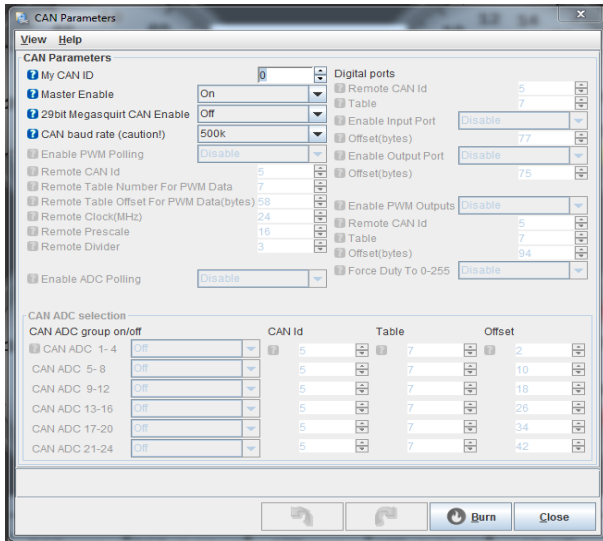 CAN Parameters
View Help
CAN Parameters
My CAN ID 0
Master Enable On
29bit Megasquirt CAN Enable Off
CAN baud rate (caution!) 500k
Enable PWM Polling Disable
Remote CAN Id 5
Remote Table Number For PWM Data 7
Remote Table Offset For PWM Data(bytes) 58
Remote Clock(MHz) 24
Remote Prescale 16
Remote Divider 3
Enable ADC Polling Disable
Digital ports
Remote CAN Id 5
Table 7
Enable Input Port Disable
Offset(bytes) 77
Enable Output Port Disable
Offset(bytes) 75
Enable PWM Outputs Disable
Remote CAN Id 5
Table 7
Offset(bytes) 94
Force Duty To 0-255 Disable
CAN ADC selection
CAN ADC group on/off CAN Id Table Offset
CAN ADC 1- 4 Off 5 7 2
CAN ADC 5- 8 Off 5 7 10
CAN ADC 9-12 Off 5 7 18
CAN ADC 13-16 Off 5 7 26
CAN ADC 17-20 Off 5 7 34
CAN ADC 21-24 Off 5 7 42
Burn Close